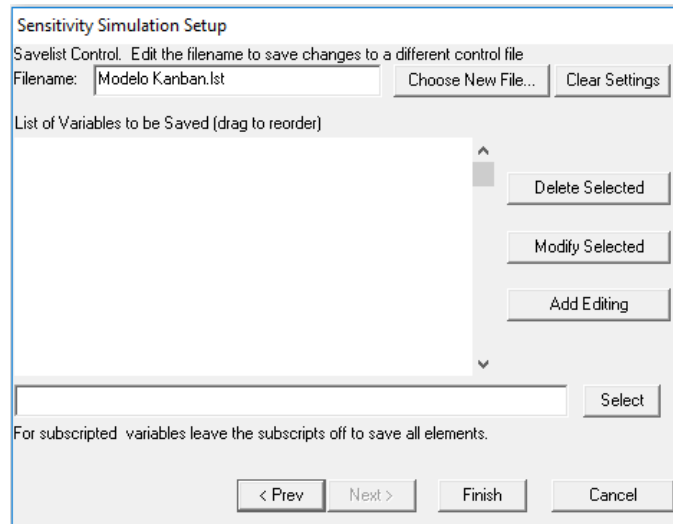 Sensitivity Simulation Setup
Savelist Control.  Edit the filename to save changes to a different control file
Filename: Modelo Kanban.lst Choose New File... Clear Settings
List of Variables to be Saved (drag to reorder)
Delete Selected
Modify Selected
Add Editing
Select
For subscripted  variables leave the subscripts off to save all elements.
< Prev Next > Finish Cancel